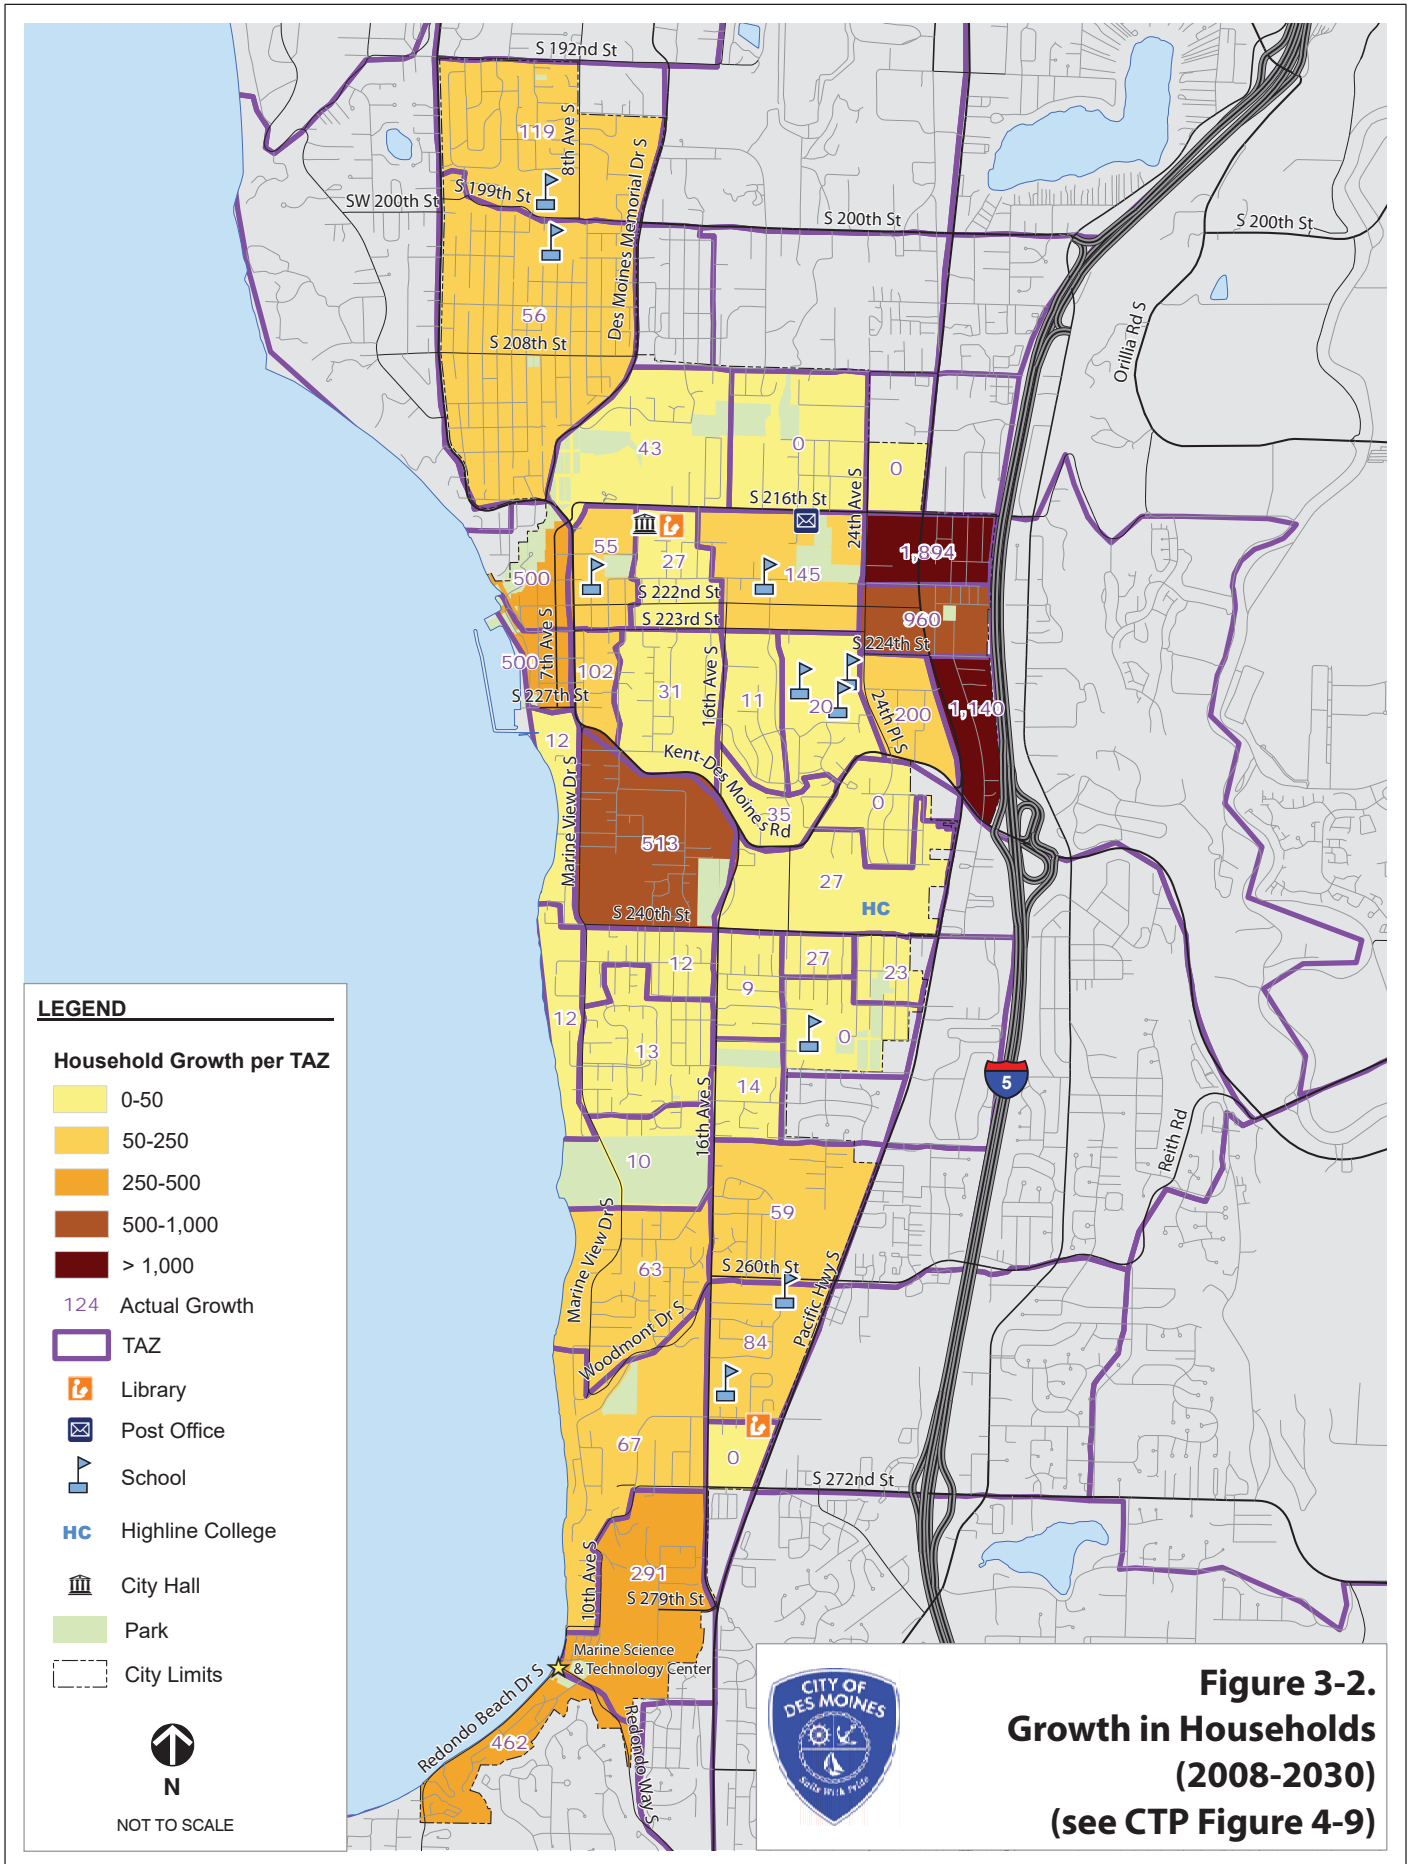 S 192nd St
119
8th Ave S
Des Moines Memorial Dr S
S 199th St
SW 200th St
S 200th St
S 200th St
56
S 208th St
Orillia Rd S
43
0
0
S 216th St
24th Ave S
55
27
145
1,894
500
S 222nd St
S 223rd St
960
7th Ave S
S 224th St
500
102
31
16th Ave S
11
20
24th Pl S
200
1,140
S 227th St
12
Kent-Des Moines Rd
Marine View Dr S
35
0
513
27
HC
S 240th St
12
27
23
9
12
13
0
14
16th Ave S
5
10
Reith Rd
59
Marine View Dr S
63
S 260th St
Pacific Hwy S
Woodmont Dr S
84
67
0
S 272nd St
10th Ave S
291
S 279th St
Marine Science
& Technology Center
Redondo Beach Dr S
462
Redondo Way S
LEGEND
Household Growth per TAZ
0-50
50-250
250-500
500-1,000
> 1,000
124 Actual Growth
TAZ
Library
Post Office
School
HC Highline College
City Hall
Park
City Limits
N
NOT TO SCALE
CITY OF
DES MOINES
Sails With Pride
Figure 3-2.
Growth in Households
(2008-2030)
(see CTP Figure 4-9)